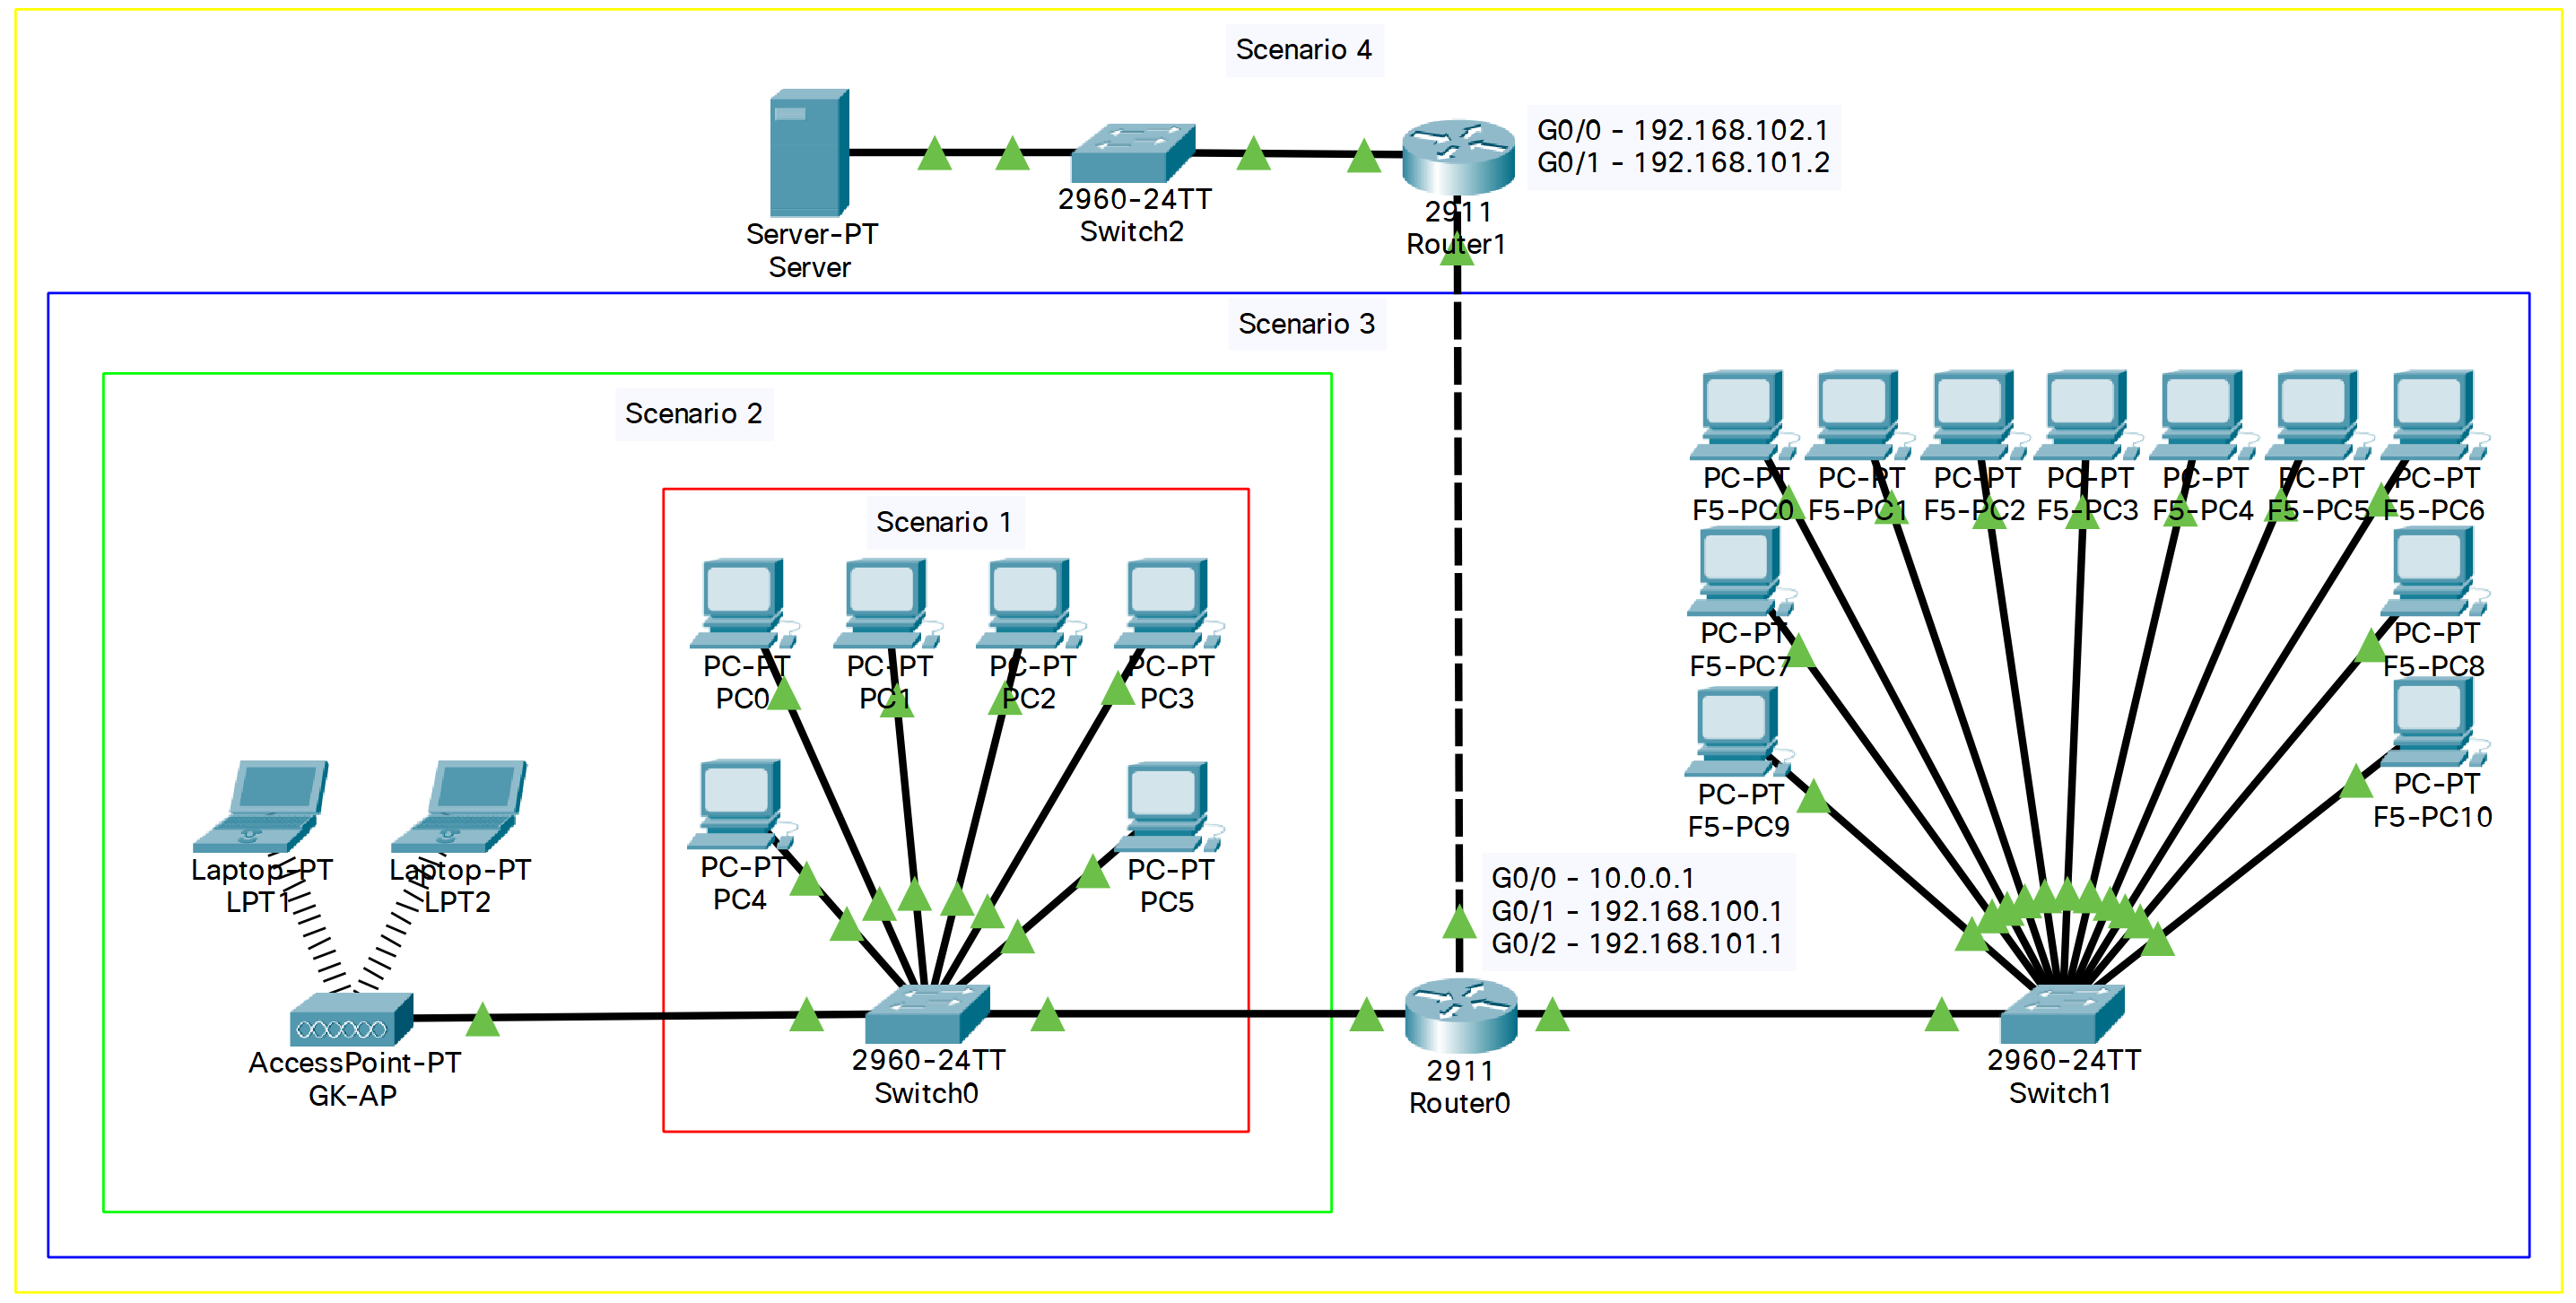 Scenario 4
G0/0 - 192.168.102.1
G0/1 - 192.168.101.2
Server-PT
Server
2960-24TT
Switch2
2911
Router1
Scenario 3
Scenario 2
Scenario 1
PC-PT
PC0
PC-PT
PC1
PC-PT
PC2
PC-PT
PC3
PC-PT
PC4
PC-PT
PC5
Laptop-PT
LPT1
Laptop-PT
LPT2
AccessPoint-PT
GK-AP
2960-24TT
Switch0
G0/0 - 10.0.0.1
G0/1 - 192.168.100.1
G0/2 - 192.168.101.1
2911
Router0
PC-PT
F5-PC0
PC-PT
F5-PC1
PC-PT
F5-PC2
PC-PT
F5-PC3
PC-PT
F5-PC4
PC-PT
F5-PC5
PC-PT
F5-PC6
PC-PT
F5-PC7
PC-PT
F5-PC8
PC-PT
F5-PC9
PC-PT
F5-PC10
2960-24TT
Switch1